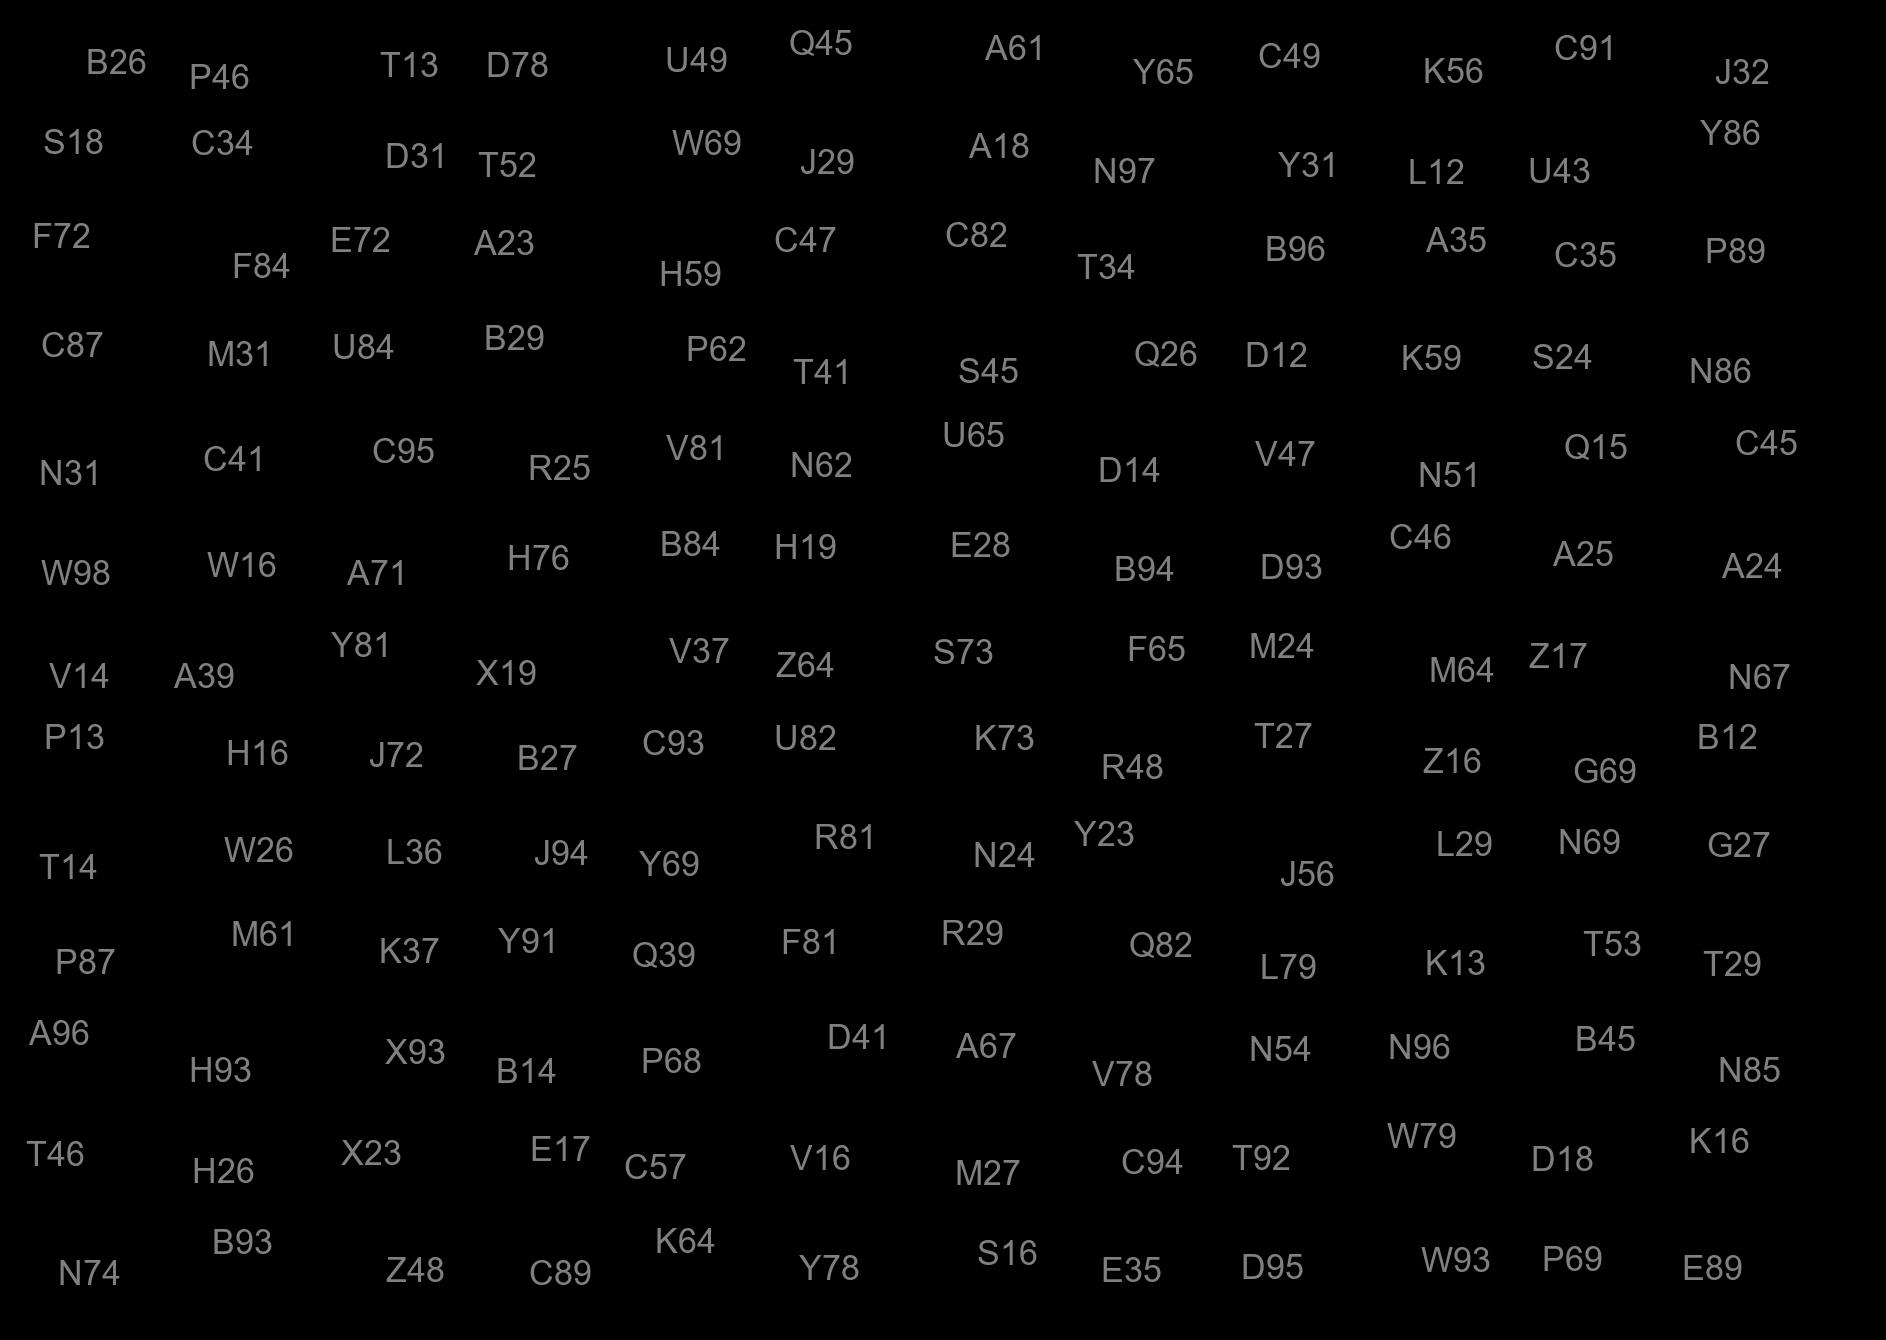 B26 P46 T13 D78 U49 Q45 A61 Y65 C49 K56 C91 J32
S18 C34 D31 T52 W69 J29 A18 N97 Y31 L12 U43 Y86
F72 F84 E72 A23 H59 C47 C82 T34 B96 A35 C35 P89
C87 M31 U84 B29 P62 T41 S45 Q26 D12 K59 S24 N86
N31 C41 C95 R25 V81 N62 U65 D14 V47 N51 Q15 C45
W98 W16 A71 H76 B84 H19 E28 B94 D93 C46 A25 A24
V14 A39 Y81 X19 V37 Z64 S73 F65 M24 M64 Z17 N67
P13 H16 J72 B27 C93 U82 K73 R48 T27 Z16 G69 B12
T14 W26 L36 J94 Y69 R81 N24 Y23 J56 L29 N69 G27
P87 M61 K37 Y91 Q39 F81 R29 Q82 L79 K13 T53 T29
A96 H93 X93 B14 P68 D41 A67 V78 N54 N96 B45 N85
T46 H26 X23 E17 C57 V16 M27 C94 T92 W79 D18 K16
N74 B93 Z48 C89 K64 Y78 S16 E35 D95 W93 P69 E89